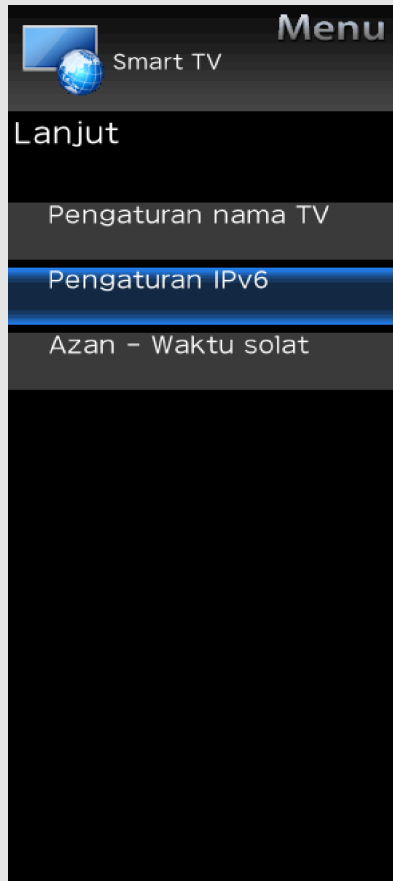 Menu
Smart TV
Lanjut
Pengaturan nama TV
Pengaturan IPv6
Azan - Waktu solat